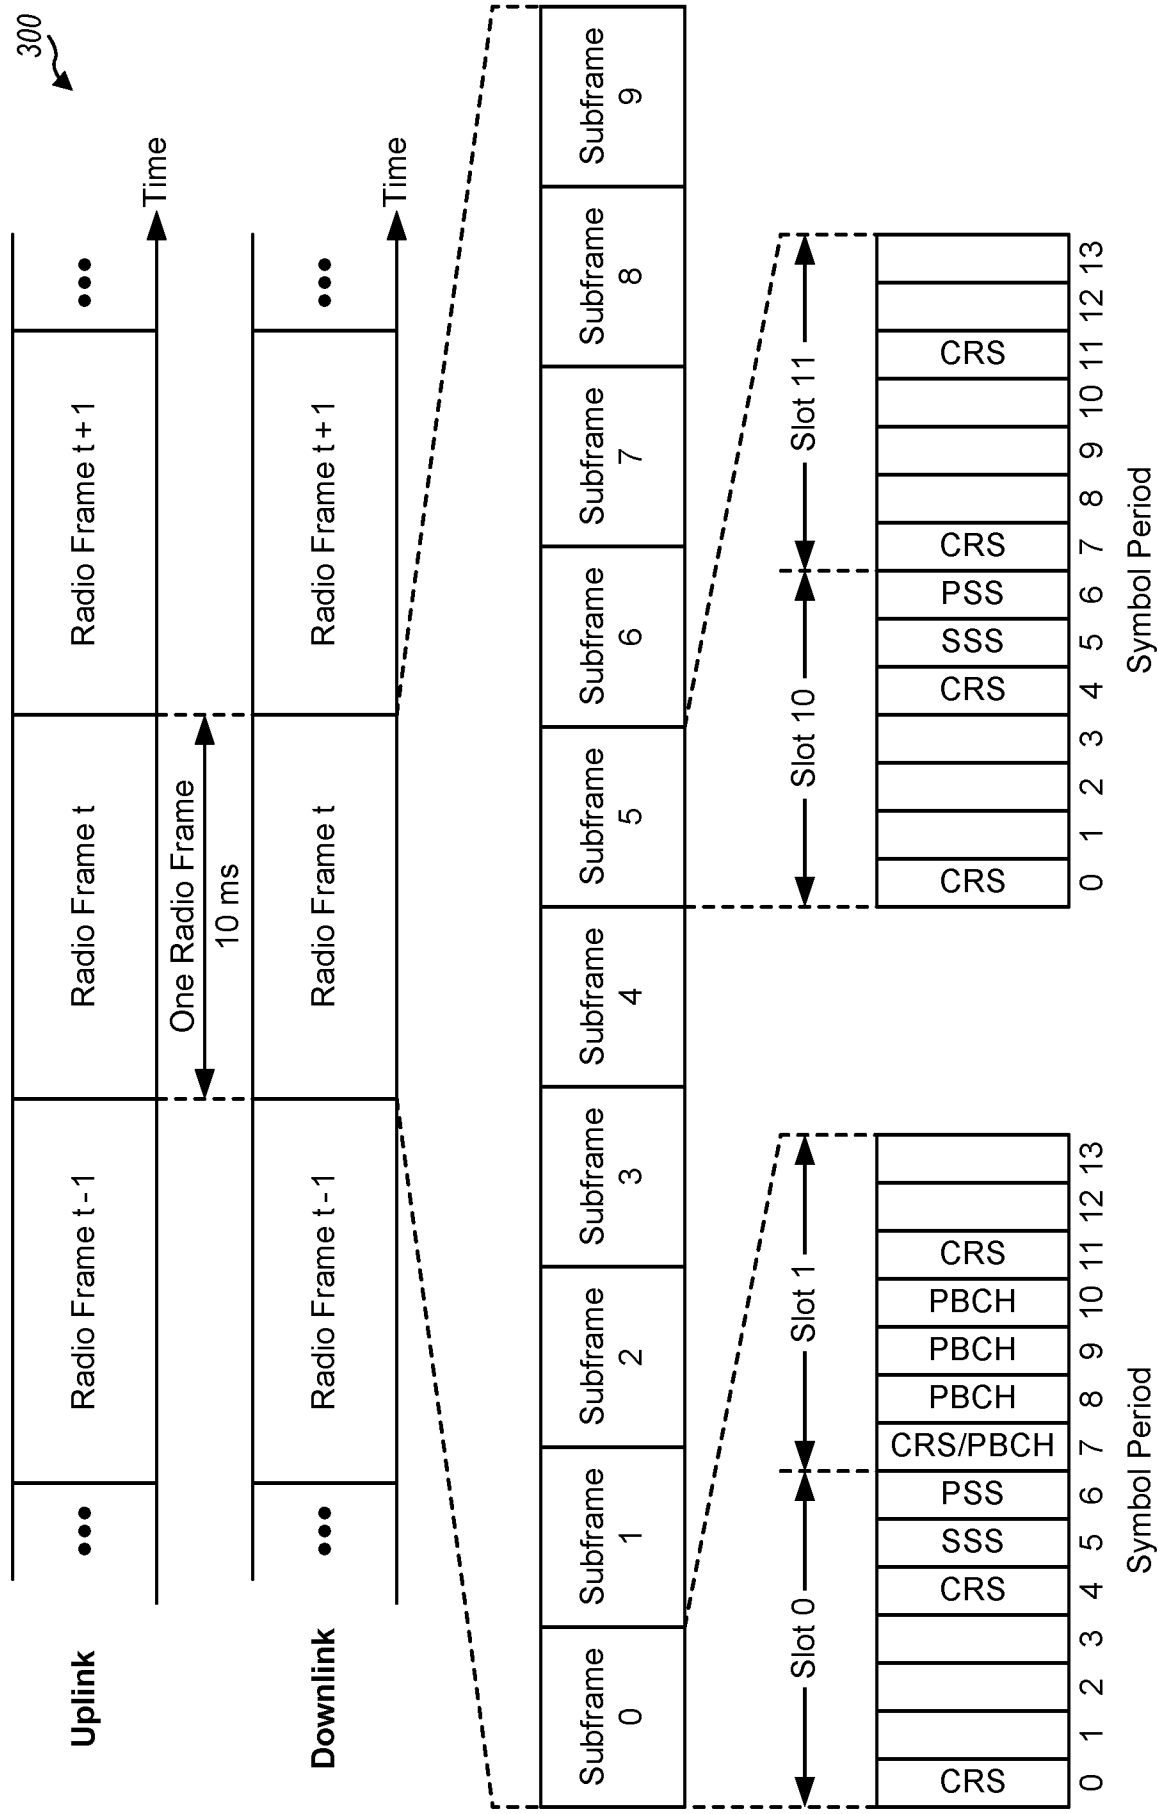 300
Uplink
••• Radio Frame t-1 Radio Frame t Radio Frame t+1 •••
Time
One Radio Frame
10 ms
Downlink
••• Radio Frame t-1 Radio Frame t Radio Frame t+1 •••
Time
Subframe Subframe Subframe Subframe Subframe Subframe Subframe Subframe Subframe Subframe
0 1 2 3 4 5 6 7 8 9
Slot 0 Slot 1
CRS CRS SSS PSS CRS/PBCH PBCH PBCH PBCH CRS
0 1 2 3 4 5 6 7 8 9 10 11 12 13
Symbol Period
Slot 10 Slot 11
CRS CRS SSS PSS CRS CRS
0 1 2 3 4 5 6 7 8 9 10 11 12 13
Symbol Period